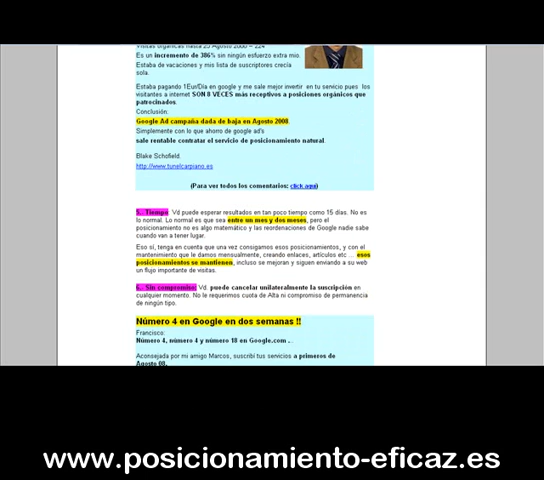 Visitas orgánicas hasta 25 Agosto 2008 – 224
Es un incremento de 386% sin ningún esfuerzo extra mio.
Estaba de vacaciones y mis lista de suscriptores crecía
sola.
Estaba pagando 1Eur/Día en google y me sale mejor invertir en tu servicio pues los
visitantes a internet SON 8 VECES más receptivos a posiciones orgánicos que
patrocinados.
Conclusión:
Google Ad campaña dada de baja en Agosto 2008.
Simplemente con lo que ahorro de google ad's
sale rentable contratar el servicio de posicionamiento natural.
Blake Schofield.
http://www.tunelcarpiano.es
(Para ver todos los comentarios: click aquí)
5.- Tiempo: Vd puede esperar resultados en tan poco tiempo como 15 días. No es
lo normal. Lo normal es que sea entre un mes y dos meses, pero el
posicionamiento no es algo matemático y las reordenaciones de Google nadie sabe
cuando van a tener lugar.
Eso sí, tenga en cuenta que una vez consigamos esos posicionamientos, y con el
mantenimiento que le damos mensualmente, creando enlaces, artículos etc ... esos
posicionamientos se mantienen, incluso se mejoran y siguen enviando a su web
un flujo importante de visitas.
6.- Sin compromiso: Vd. puede cancelar unilateralmente la suscripción en
cualquier momento. No le requerimos cuota de Alta ni compromiso de permanencia
de ningún tipo.
Número 4 en Google en dos semanas !!
Francisco:
Número 4, número 4 y número 18 en Google.com ..
Aconsejada por mi amigo Marcos, suscribí tus servicios a primeros de
Agosto 08.
www.posicionamiento-eficaz.es